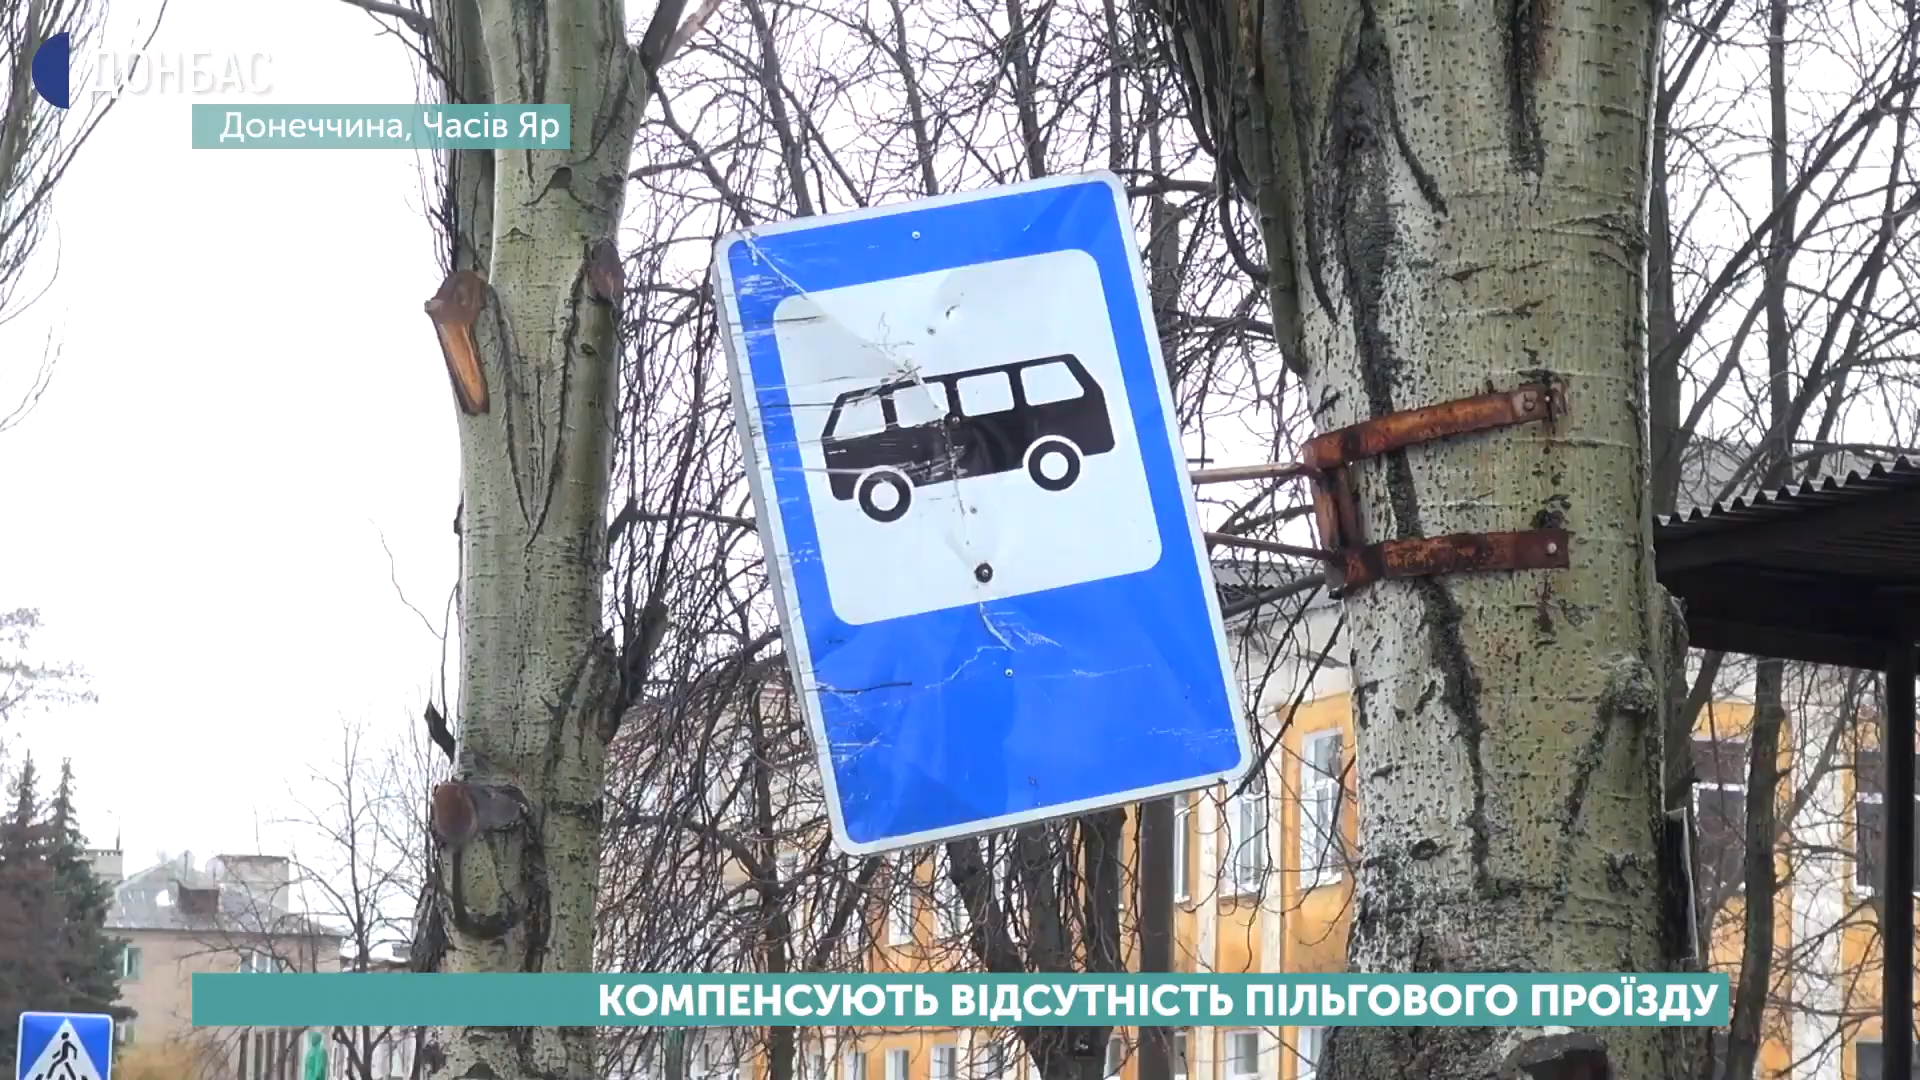 ДОНБАС
Донеччина, Часів Яр
КОМПЕНСУЮТЬ ВІДСУТНІСТЬ ПІЛЬГОВОГО ПРОЇЗДУ